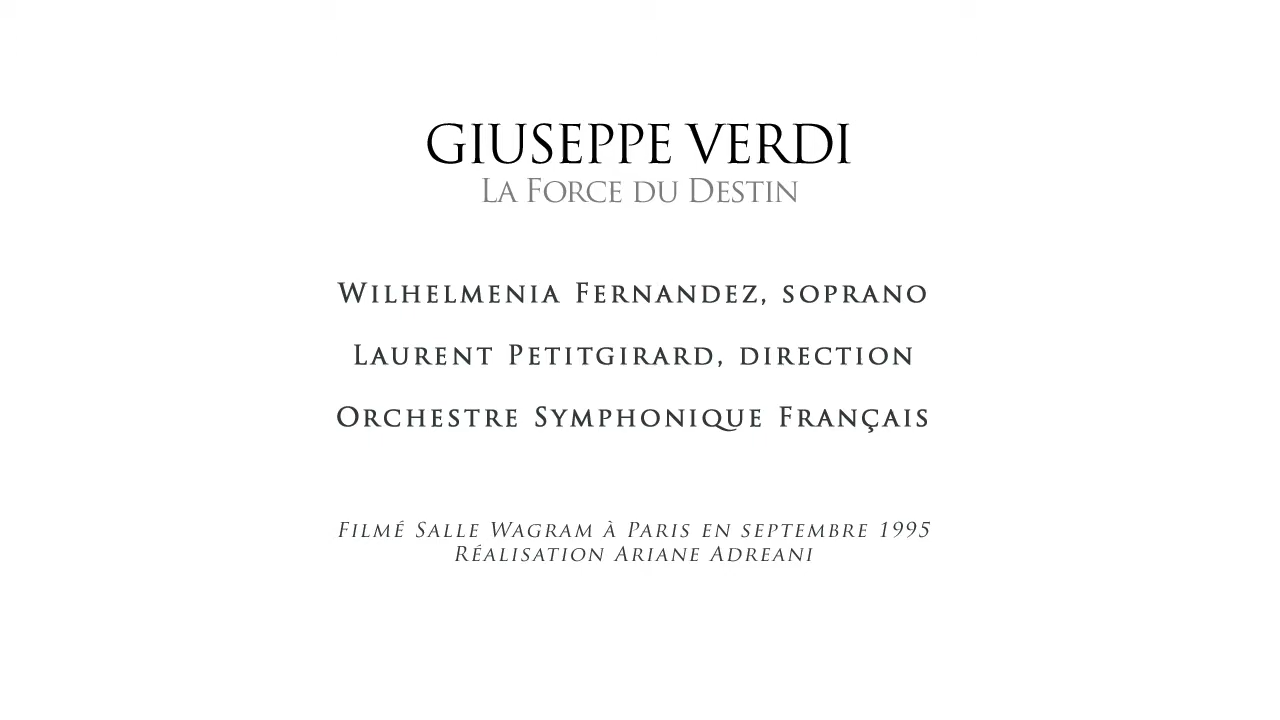 GIUSEPPE VERDI
La Force du Destin
Wilhelmenia Fernandez, soprano
Laurent Petitgirard, direction
Orchestre Symphonique Français
Filmé Salle Wagram à Paris en septembre 1995
Réalisation Ariane Adreani